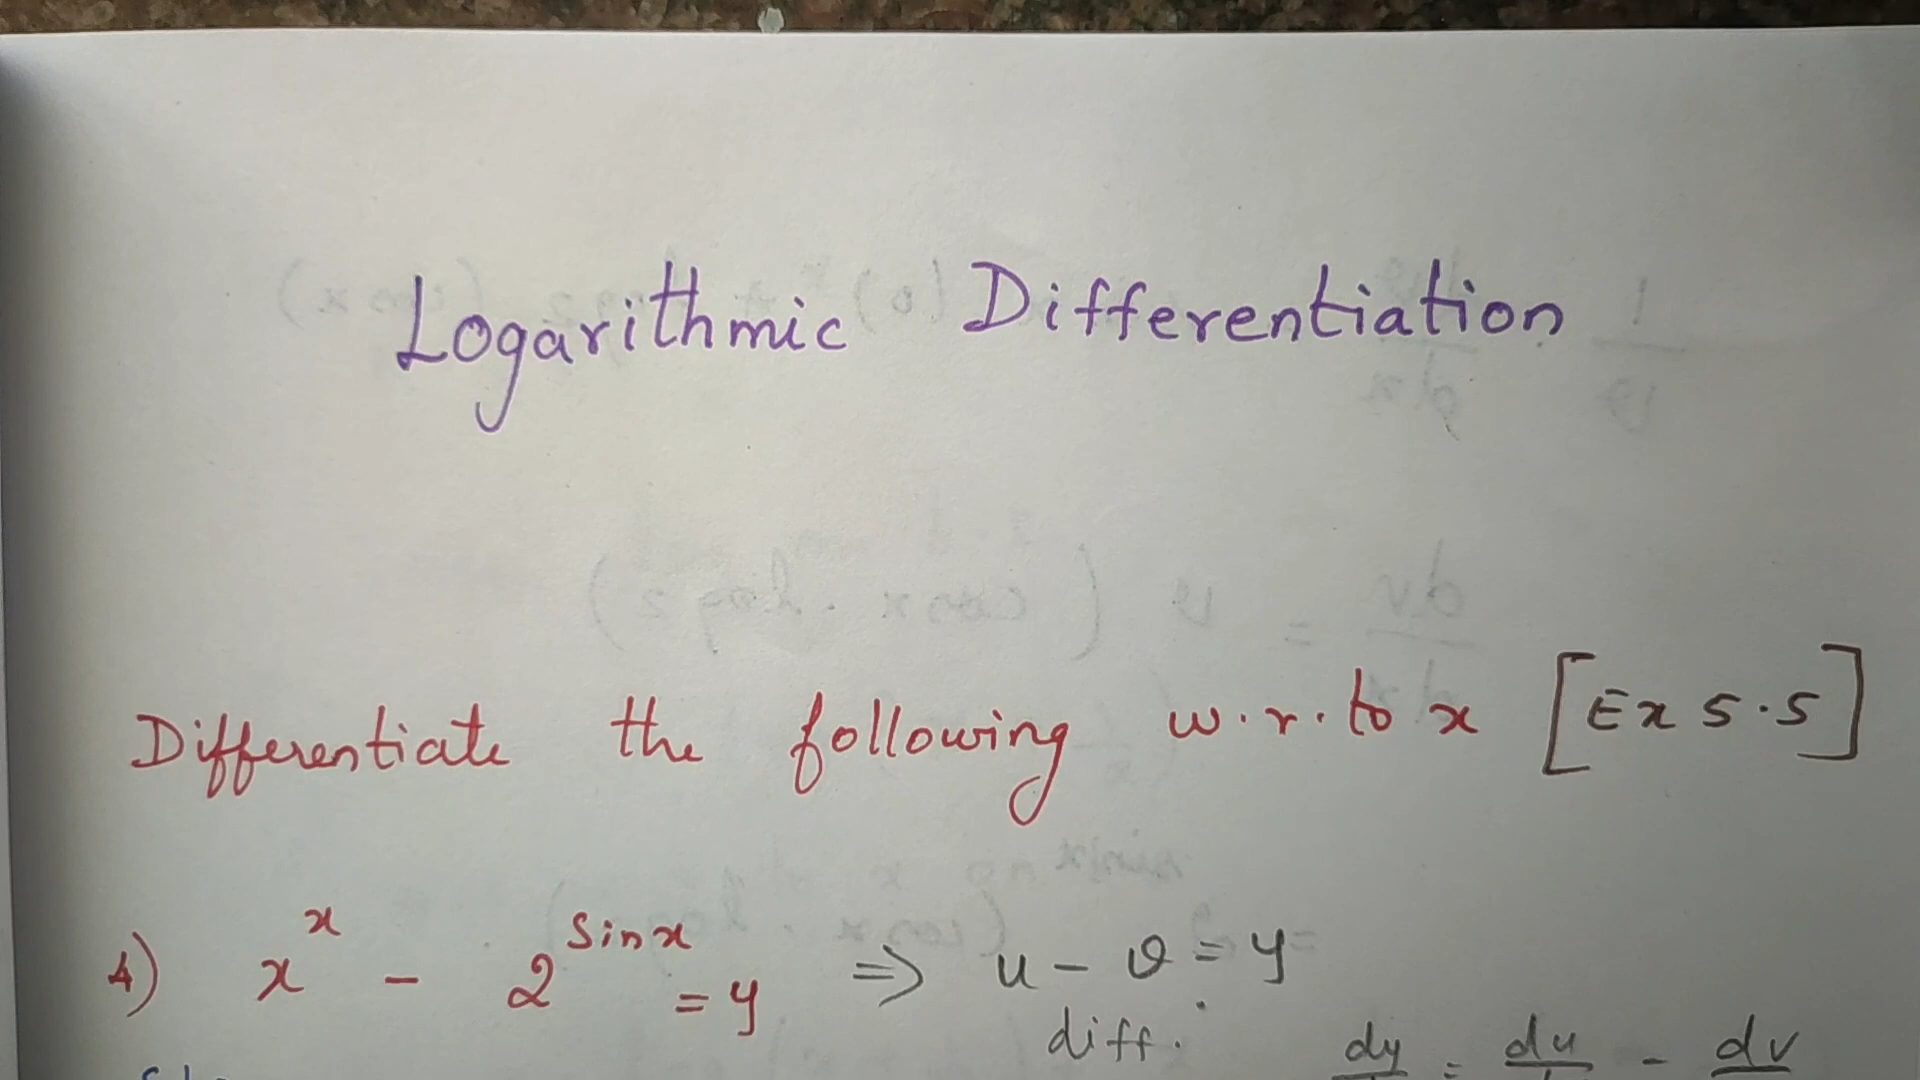 Logarithmic Differentiation
Differentiate the following w.r.to x [Ex 5.5]
4) x^x - 2^sinx = y ⇒ u - v = y
diff. dy = du - dv